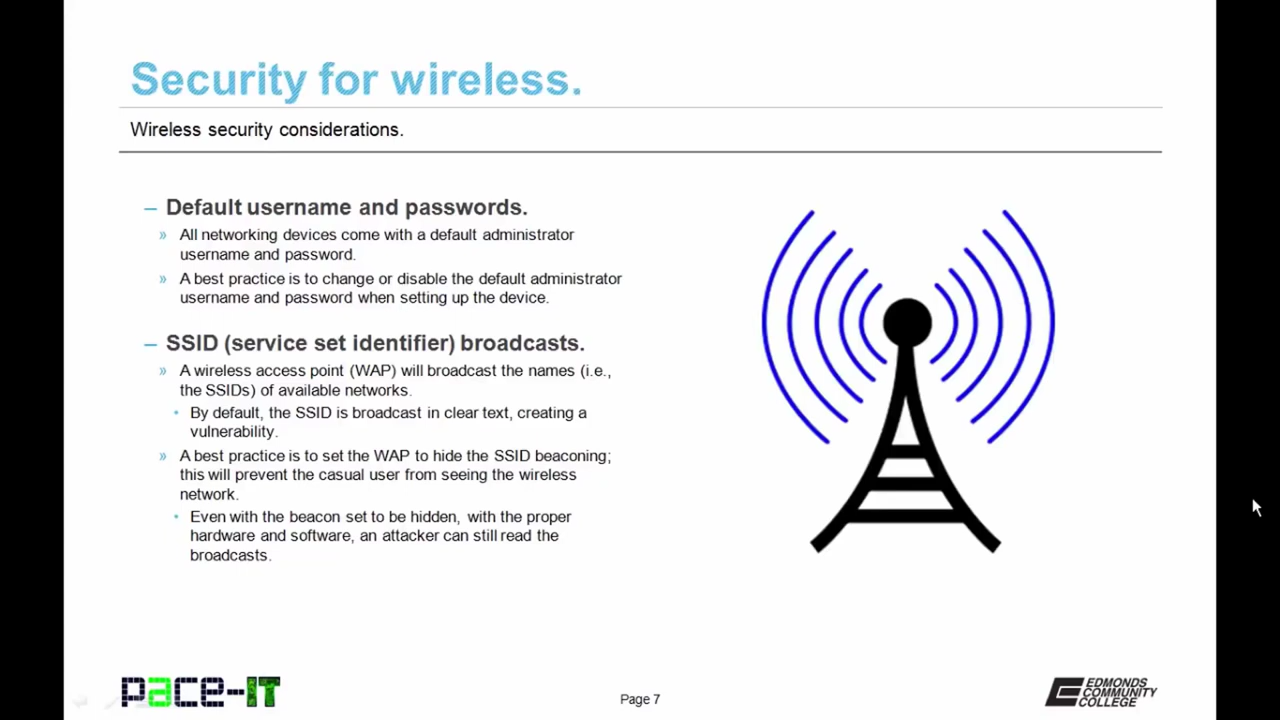 Security for wireless.
Wireless security considerations.
– Default username and passwords.
» All networking devices come with a default administrator
username and password.
» A best practice is to change or disable the default administrator
username and password when setting up the device.
– SSID (service set identifier) broadcasts.
» A wireless access point (WAP) will broadcast the names (i.e.,
the SSIDs) of available networks.
• By default, the SSID is broadcast in clear text, creating a
vulnerability.
» A best practice is to set the WAP to hide the SSID beaconing;
this will prevent the casual user from seeing the wireless
network.
• Even with the beacon set to be hidden, with the proper
hardware and software, an attacker can still read the
broadcasts.
pace-IT
Page 7
EDMONDS
COMMUNITY
COLLEGE